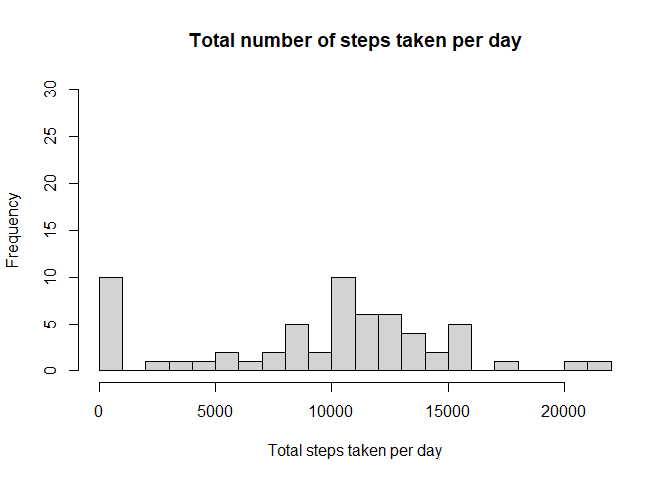 Total number of steps taken per day
30
25
20
15
10
5
0
Frequency
0 5000 10000 15000 20000
Total steps taken per day